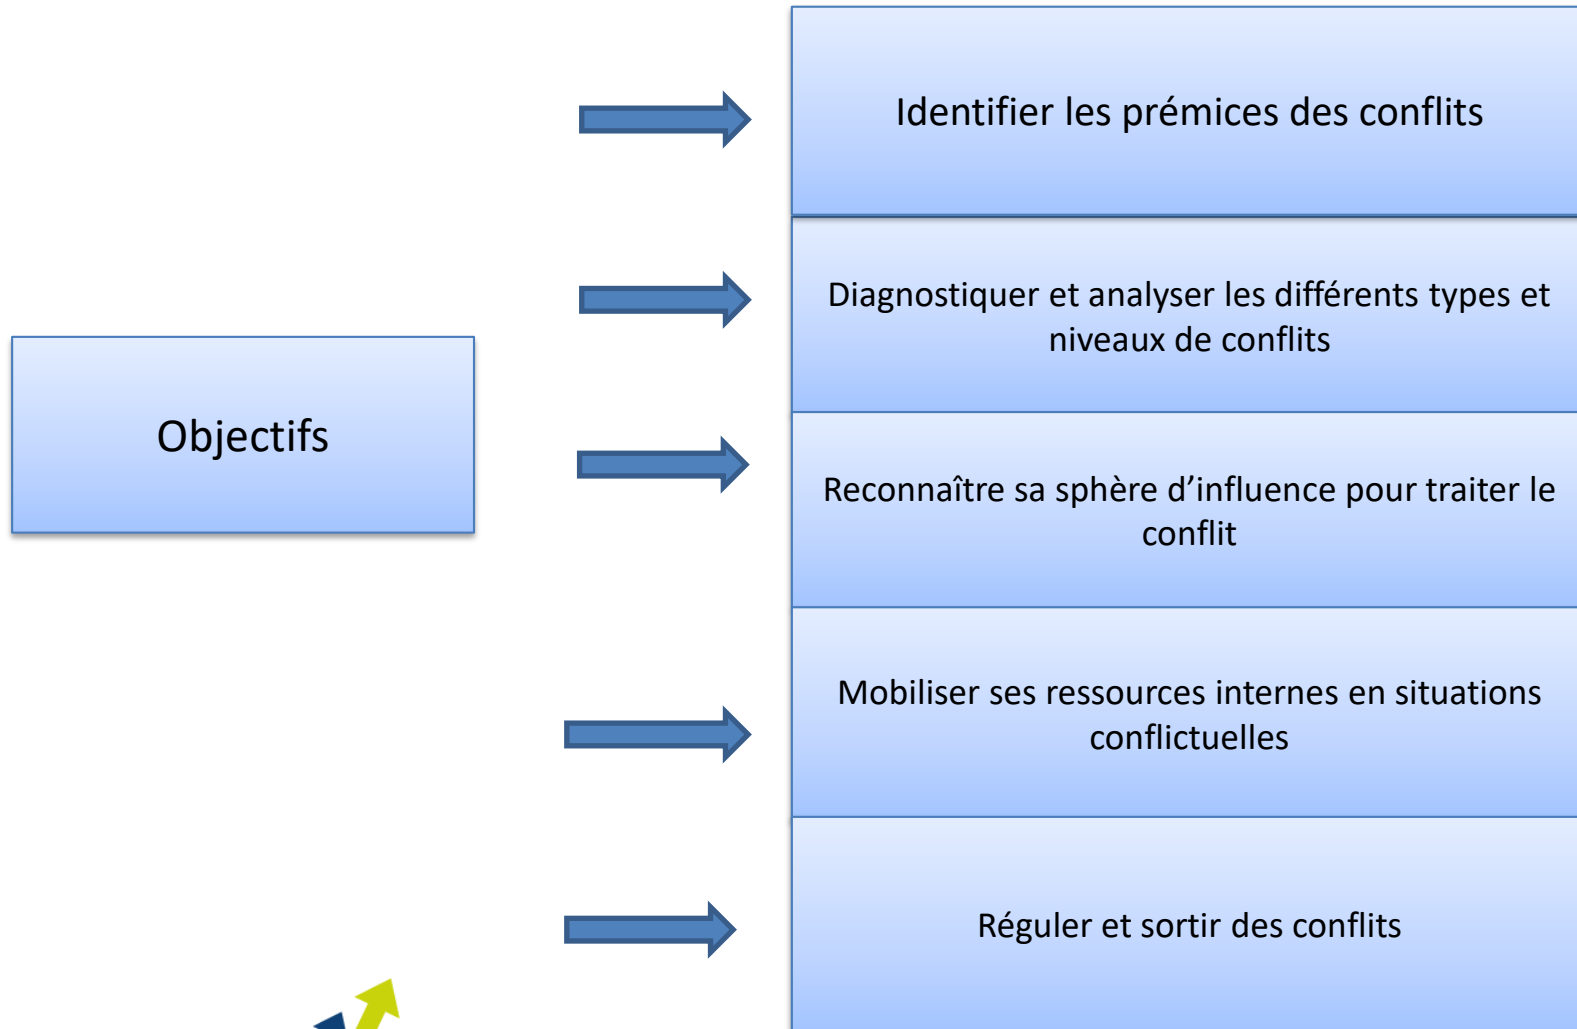 Objectifs
Identifier les prémices des conflits
Diagnostiquer et analyser les différents types et
niveaux de conflits
Reconnaître sa sphère d’influence pour traiter le
conflit
Mobiliser ses ressources internes en situations
conflictuelles
Réguler et sortir des conflits